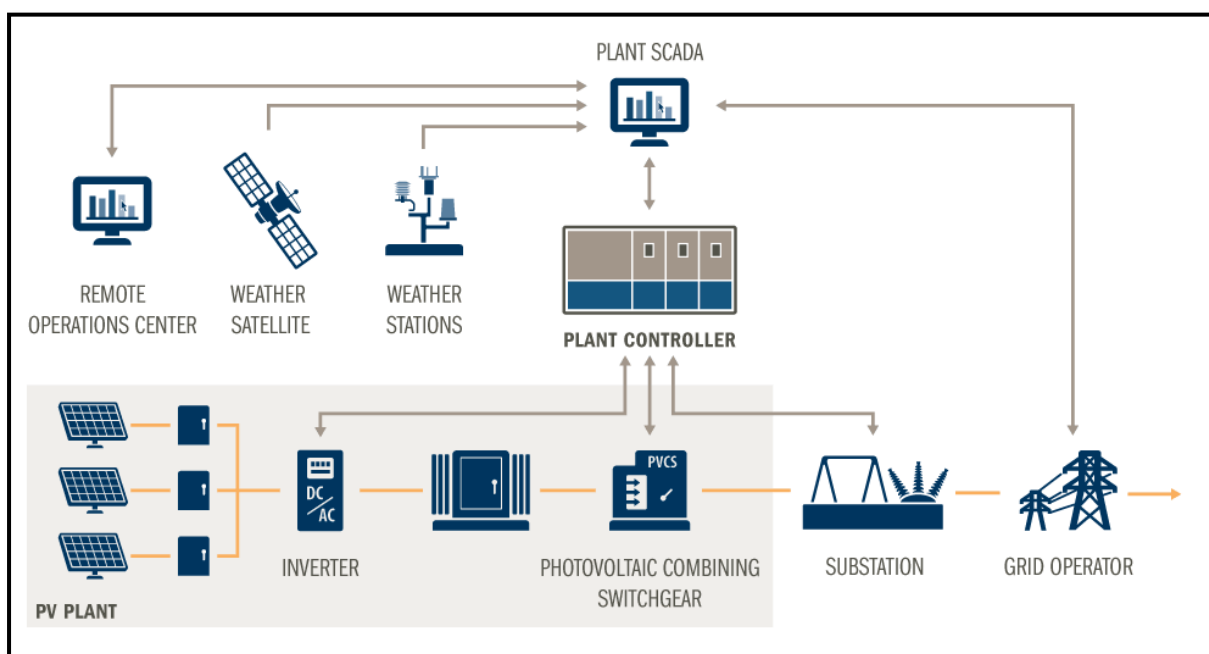 PLANT SCADA
REMOTE
OPERATIONS CENTER
WEATHER
SATELLITE
WEATHER
STATIONS
PLANT CONTROLLER
DC
AC
INVERTER
PVCS
PHOTOVOLTAIC COMBINING
SWITCHGEAR
SUBSTATION
GRID OPERATOR
PV PLANT